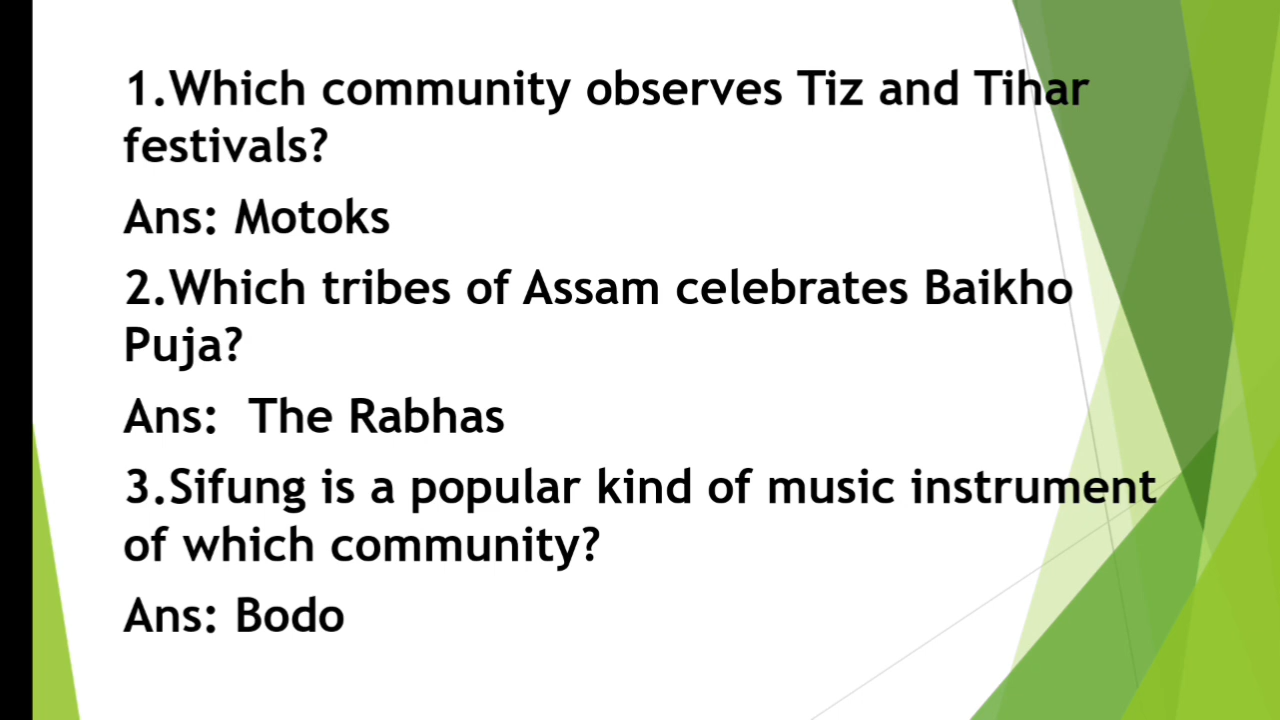 1.Which community observes Tiz and Tihar
festivals?
Ans: Motoks
2.Which tribes of Assam celebrates Baikho
Puja?
Ans:  The Rabhas
3.Sifung is a popular kind of music instrument
of which community?
Ans: Bodo